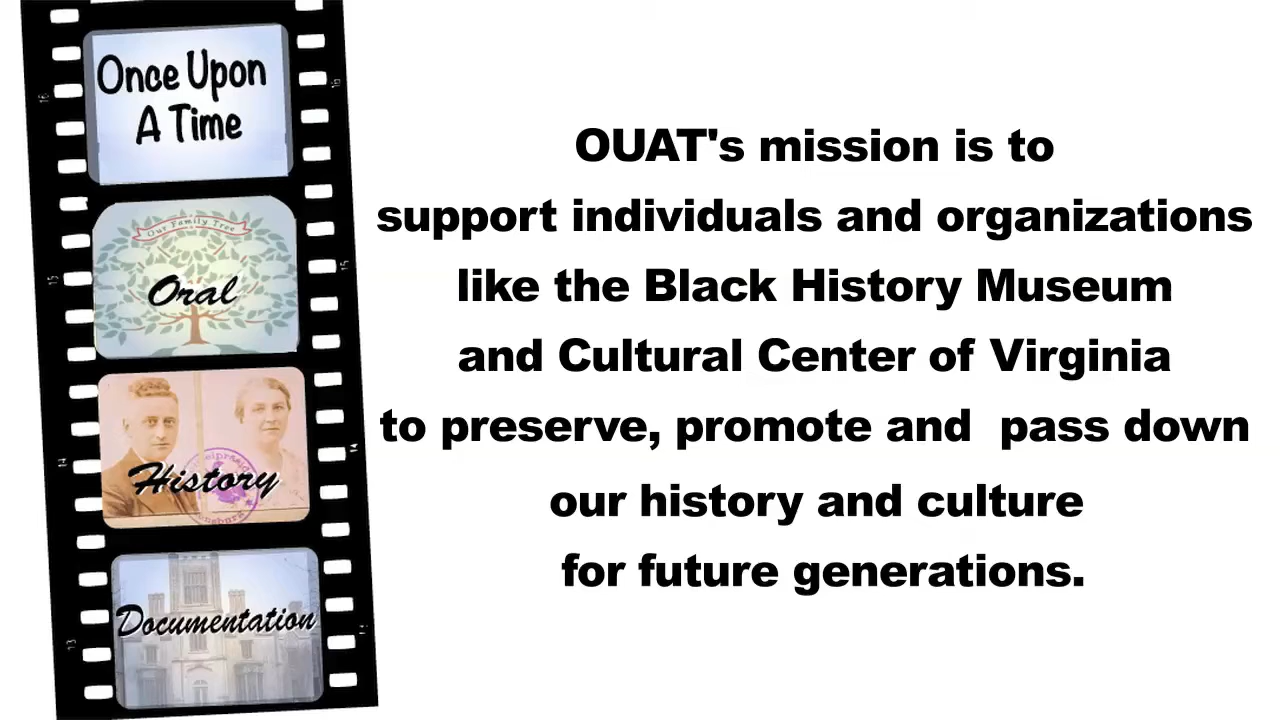 Once Upon
A Time
Our Family Tree
Oral
History
Documentation
OUAT's mission is to
support individuals and organizations
like the Black History Museum
and Cultural Center of Virginia
to preserve, promote and  pass down
our history and culture
for future generations.